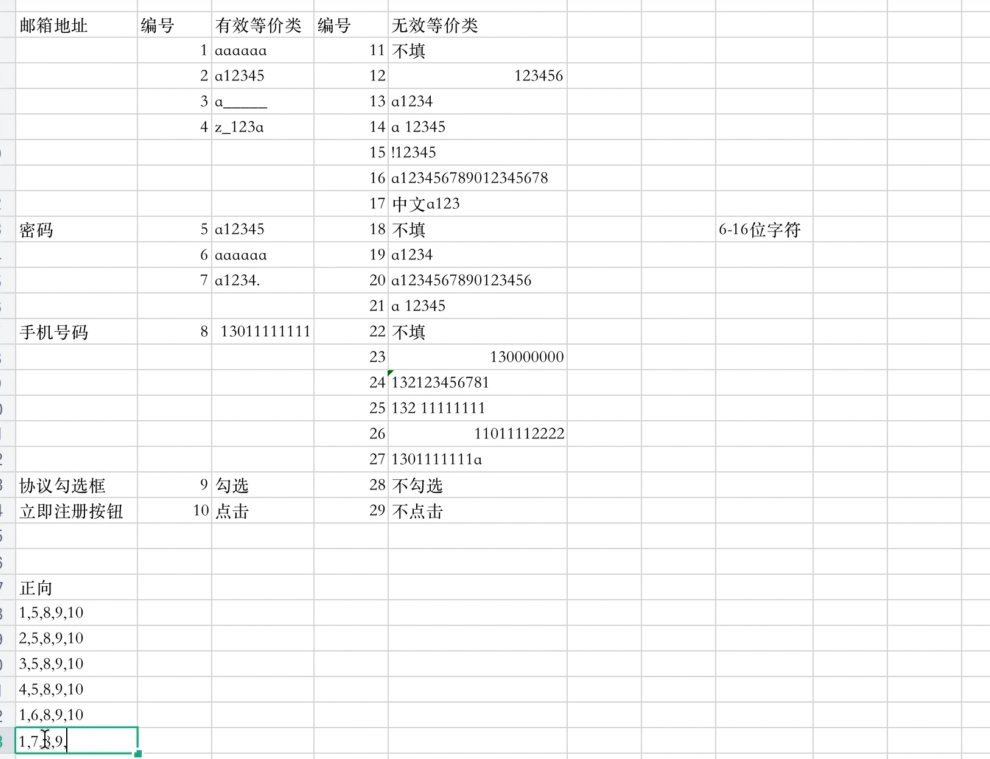 邮箱地址 编号 有效等价类 编号 无效等价类
1 aaaaaa 11 不填
2 a12345 12 123456
3 a_____ 13 a1234
4 z_123a 14 a 12345
15 !12345
16 a123456789012345678
17 中文a123
密码 5 a12345 18 不填 6-16位字符
6 aaaaaa 19 a1234
7 a1234. 20 a1234567890123456
21 a 12345
手机号码 8 13011111111 22 不填
23 130000000
24 132123456781
25 132 11111111
26 11011112222
27 1301111111a
协议勾选框 9 勾选 28 不勾选
立即注册按钮 10 点击 29 不点击
正向
1,5,8,9,10
2,5,8,9,10
3,5,8,9,10
4,5,8,9,10
1,6,8,9,10
1,7,8,9,